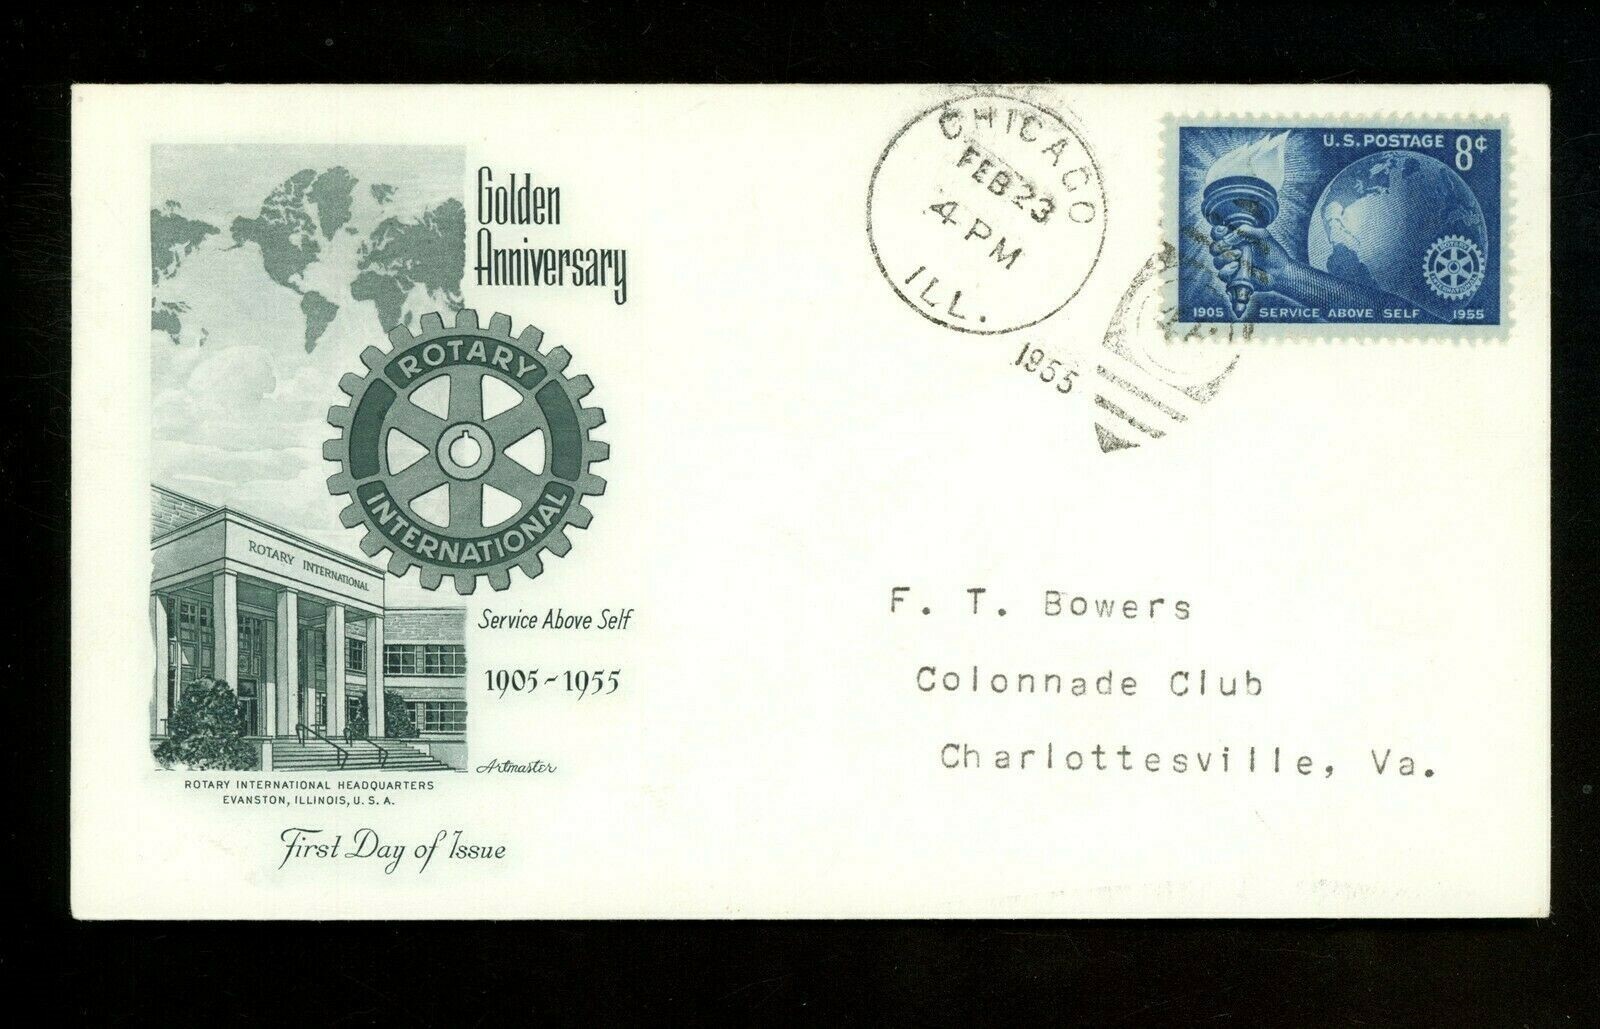 Golden
Anniversary
ROTARY
INTERNATIONAL
ROTARY INTERNATIONAL
Service Above Self
1905-1955
Artmaster
ROTARY INTERNATIONAL HEADQUARTERS
EVANSTON, ILLINOIS, U. S. A.
First Day of Issue
CHICAGO
FEB 23
4 PM
ILL.
1955
U.S. POSTAGE 8¢
ROTARY
INTERNATIONAL
1905 SERVICE ABOVE SELF 1955
F. T. Bowers
Colonnade Club
Charlottesville, Va.